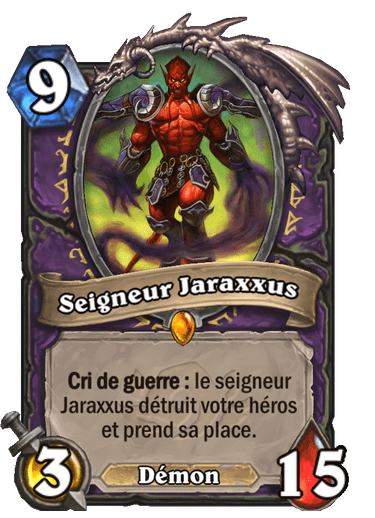 9
Seigneur Jaraxxus
Cri de guerre : le seigneur
Jaraxxus détruit votre héros
et prend sa place.
3
Démon
15